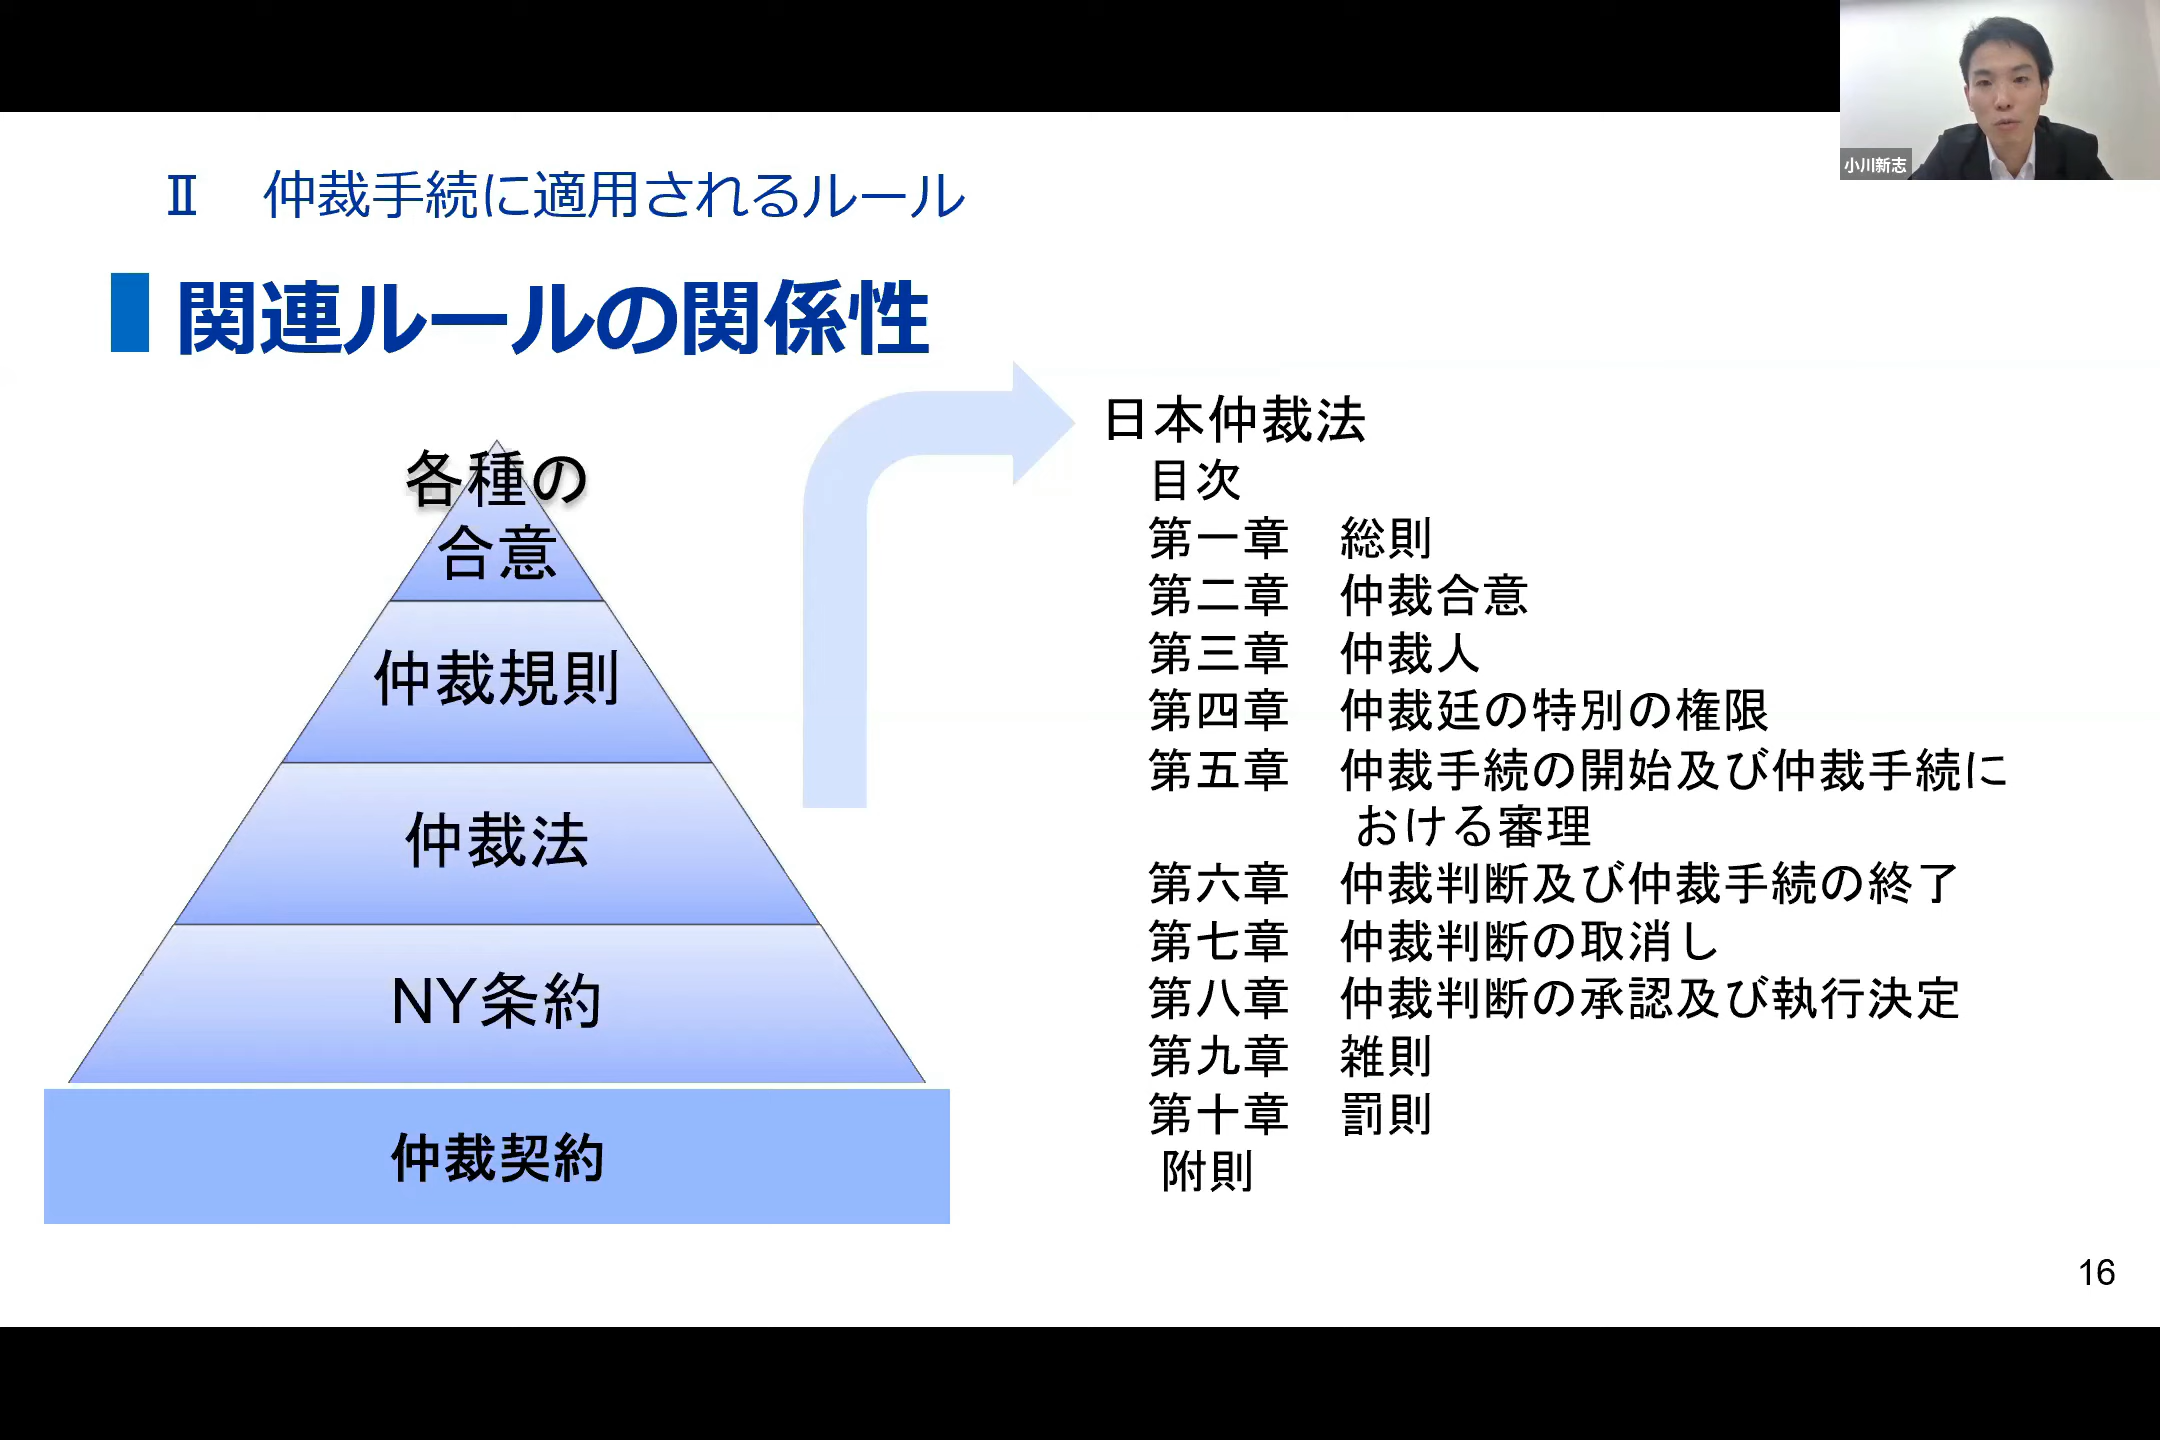 小川新志
Ⅱ　仲裁手続に適用されるルール
関連ルールの関係性
各種の
合意
仲裁規則
仲裁法
NY条約
仲裁契約
日本仲裁法
目次
第一章　総則
第二章　仲裁合意
第三章　仲裁人
第四章　仲裁廷の特別の権限
第五章　仲裁手続の開始及び仲裁手続に
おける審理
第六章　仲裁判断及び仲裁手続の終了
第七章　仲裁判断の取消し
第八章　仲裁判断の承認及び執行決定
第九章　雑則
第十章　罰則
附則
16